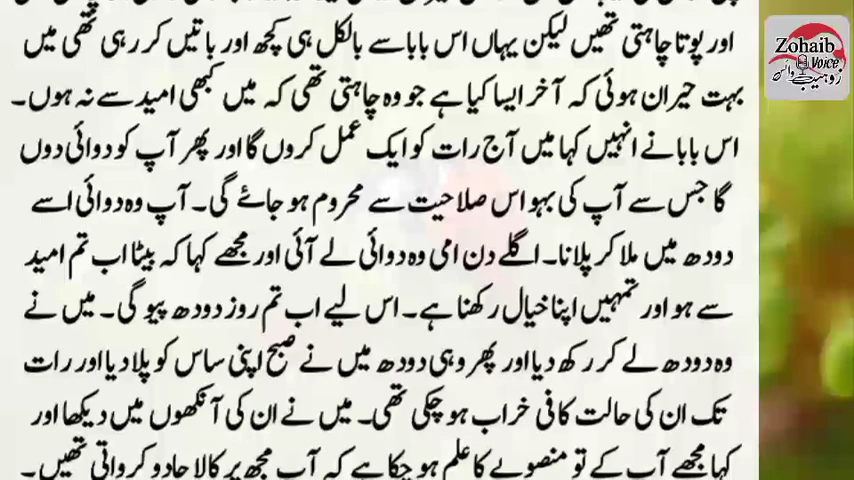 اور پوتا چاہتی تھیں لیکن یہاں اس بابا سے بالکل ہی کچھ اور باتیں کر رہی تھی میں
بہت حیران ہوئی کہ آخر ایسا کیا ہے جو وہ چاہتی تھی کہ میں کبھی امید سے نہ ہوں۔
اس بابا نے انہیں کہا میں آج رات کو ایک عمل کروں گا اور پھر آپ کو دوائی دوں
گا جس سے آپ کی بہو اس صلاحیت سے محروم ہو جائے گی۔ آپ وہ دوائی اسے
دودھ میں ملا کر پلانا۔ اگلے دن امی وہ دوائی لے آئی اور مجھے کہا کہ بیٹا اب تم امید
سے ہو اور تمہیں اپنا خیال رکھنا ہے۔ اس لیے اب تم روز دودھ پیو گی۔ میں نے
وہ دودھ لے کر رکھ دیا اور پھر وہی دودھ میں نے صبح اپنی ساس کو پلا دیا اور رات
تک ان کی حالت کافی خراب ہو چکی تھی۔ میں نے ان کی آنکھوں میں دیکھا اور
کہا مجھے آپ کے تو منصوبے کا علم ہو چکا ہے کہ آپ مجھ پر کالا جادو کرواتی تھیں۔
Zohaib
Voice
زوہیب وائس